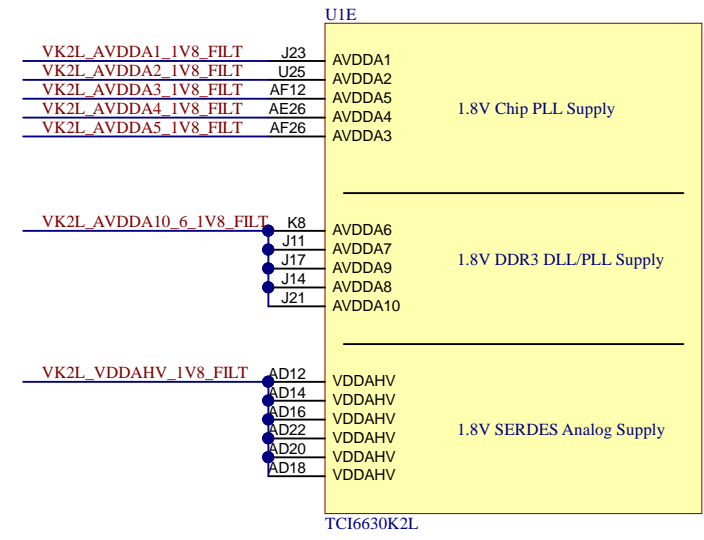 U1E
VK2L_AVDDA1_1V8_FILT J23 AVDDA1
VK2L_AVDDA2_1V8_FILT U25 AVDDA2
VK2L_AVDDA3_1V8_FILT AF12 AVDDA5
VK2L_AVDDA4_1V8_FILT AE26 AVDDA4 1.8V Chip PLL Supply
VK2L_AVDDA5_1V8_FILT AF26 AVDDA3
VK2L_AVDDA10_6_1V8_FILT K8 AVDDA6
J11 AVDDA7
J17 AVDDA9 1.8V DDR3 DLL/PLL Supply
J14 AVDDA8
J21 AVDDA10
VK2L_VDDAHV_1V8_FILT AD12 VDDAHV
AD14 VDDAHV
AD16 VDDAHV
AD22 VDDAHV 1.8V SERDES Analog Supply
AD20 VDDAHV
AD18 VDDAHV
TCI6630K2L